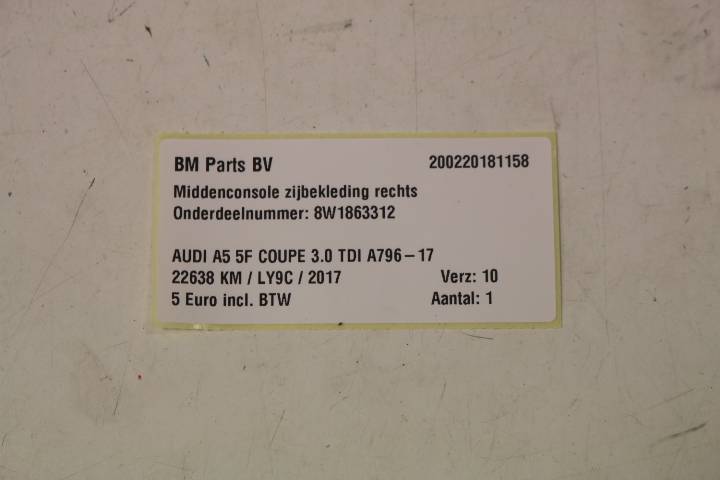 BM Parts BV 200220181158
Middenconsole zijbekleding rechts
Onderdeelnummer: 8W1863312
AUDI A5 5F COUPE 3.0 TDI A796-17
22638 KM / LY9C / 2017 Verz: 10
5 Euro incl. BTW Aantal: 1